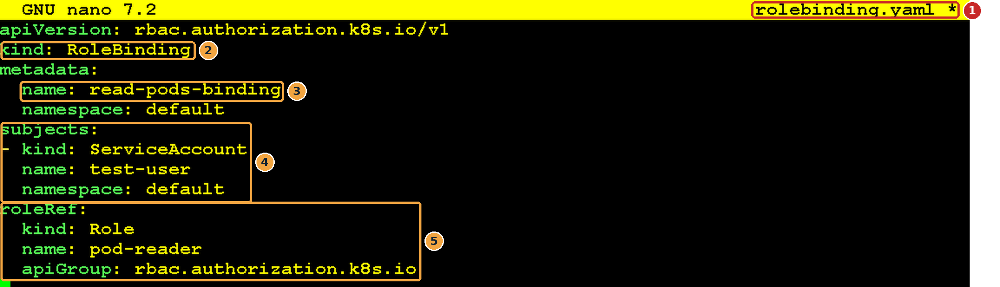 GNU nano 7.2 rolebinding.yaml * 1
apiVersion: rbac.authorization.k8s.io/v1
kind: RoleBinding 2
metadata:
  name: read-pods-binding 3
  namespace: default
subjects:
- kind: ServiceAccount
  name: test-user 4
  namespace: default
roleRef:
  kind: Role
  name: pod-reader 5
  apiGroup: rbac.authorization.k8s.io